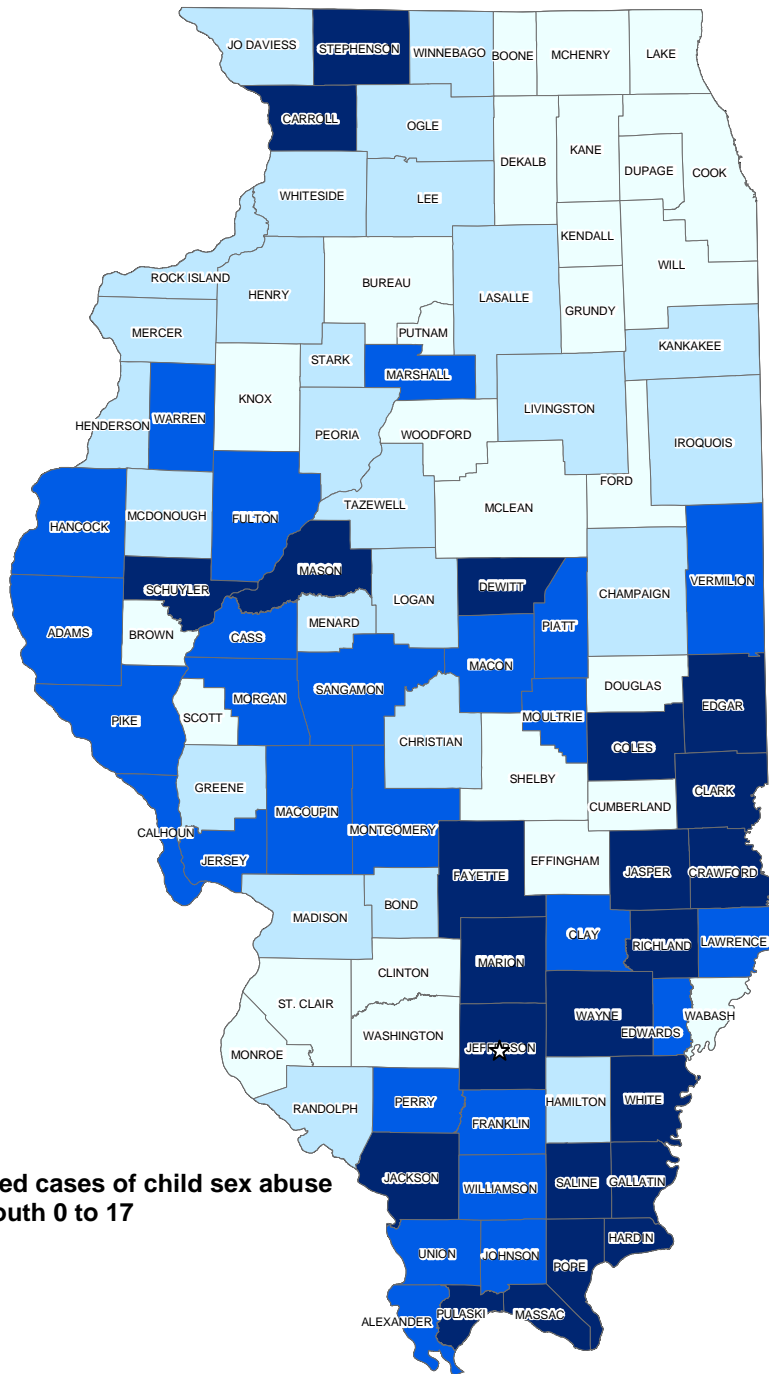 JO DAVIESS
STEPHENSON
WINNEBAGO
BOONE
MCHENRY
LAKE
CARROLL
OGLE
DEKALB
KANE
DUPAGE
COOK
WHITESIDE
LEE
KENDALL
WILL
ROCK ISLAND
HENRY
BUREAU
LASALLE
GRUNDY
MERCER
PUTNAM
KANKAKEE
STARK
MARSHALL
KNOX
HENDERSON
WARREN
PEORIA
WOODFORD
LIVINGSTON
IROQUOIS
FORD
HANCOCK
MCDONOUGH
FULTON
TAZEWELL
MCLEAN
SCHUYLER
MASON
LOGAN
DEWITT
CHAMPAIGN
VERMILION
ADAMS
BROWN
CASS
MENARD
PIATT
MACON
PIKE
SCOTT
MORGAN
SANGAMON
MOULTRIE
DOUGLAS
EDGAR
CHRISTIAN
COLES
GREENE
SHELBY
CLARK
CALHOUN
JERSEY
MACOUPIN
MONTGOMERY
CUMBERLAND
FAYETTE
EFFINGHAM
JASPER
CRAWFORD
MADISON
BOND
CLAY
RICHLAND
LAWRENCE
MARION
CLINTON
ST. CLAIR
WAYNE
WABASH
EDWARDS
WASHINGTON
JEFFERSON
MONROE
RANDOLPH
PERRY
HAMILTON
WHITE
FRANKLIN
JACKSON
WILLIAMSON
SALINE
GALLATIN
ed cases of child sex abuse
outh 0 to 17
HARDIN
UNION
JOHNSON
POPE
ALEXANDER
PULASKI
MASSAC